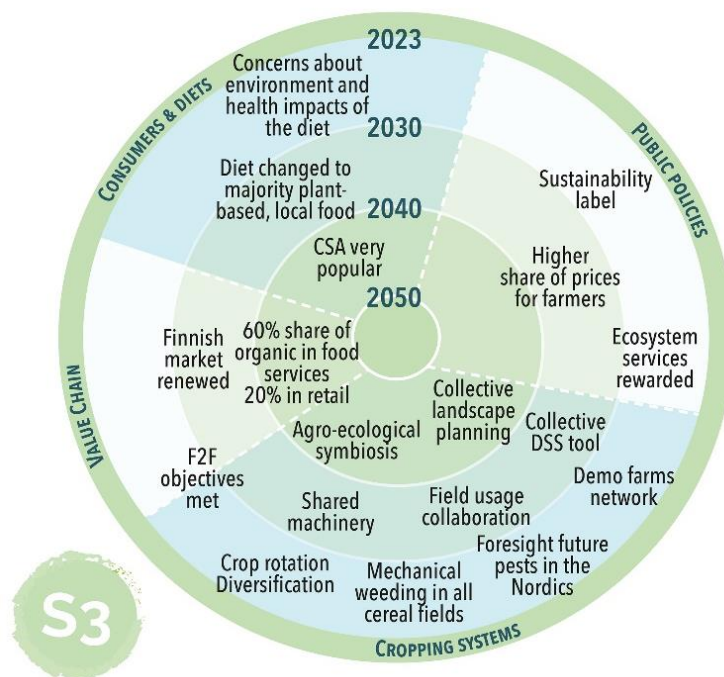 2023
2030
2040
2050
CONSUMERS & DIETS
Concerns about
environment and
health impacts of
the diet
Diet changed to
majority plant-
based, local food
CSA very
popular
PUBLIC POLICIES
Sustainability
label
Higher
share of prices
for farmers
Ecosystem
services
rewarded
VALUE CHAIN
Finnish
market
renewed
60% share of
organic in food
services
20% in retail
F2F
objectives
met
CROPPING SYSTEMS
Collective
landscape
planning
Agro-ecological
symbiosis
Collective
DSS tool
Demo farms
network
Shared
machinery
Field usage
collaboration
Foresight future
pests in the
Nordics
Crop rotation
Diversification
Mechanical
weeding in all
cereal fields
S3